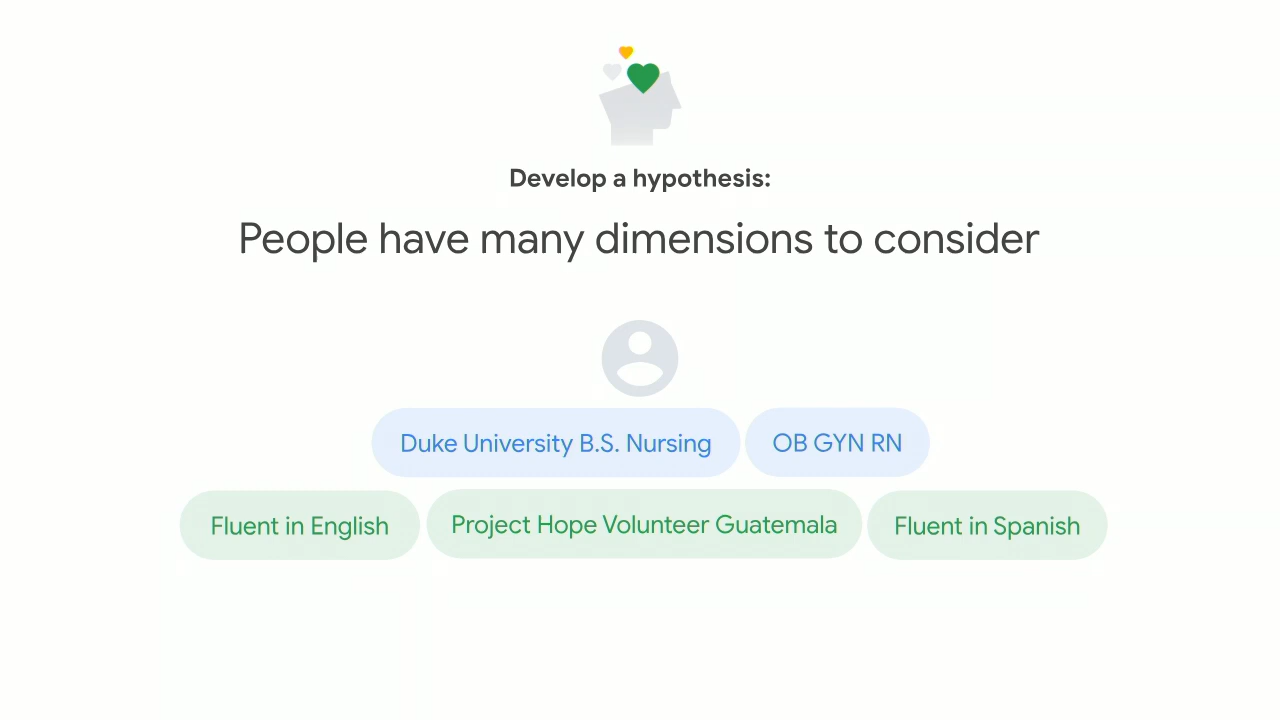 Develop a hypothesis:
People have many dimensions to consider
Duke University B.S. Nursing OB GYN RN
Fluent in English Project Hope Volunteer Guatemala Fluent in Spanish